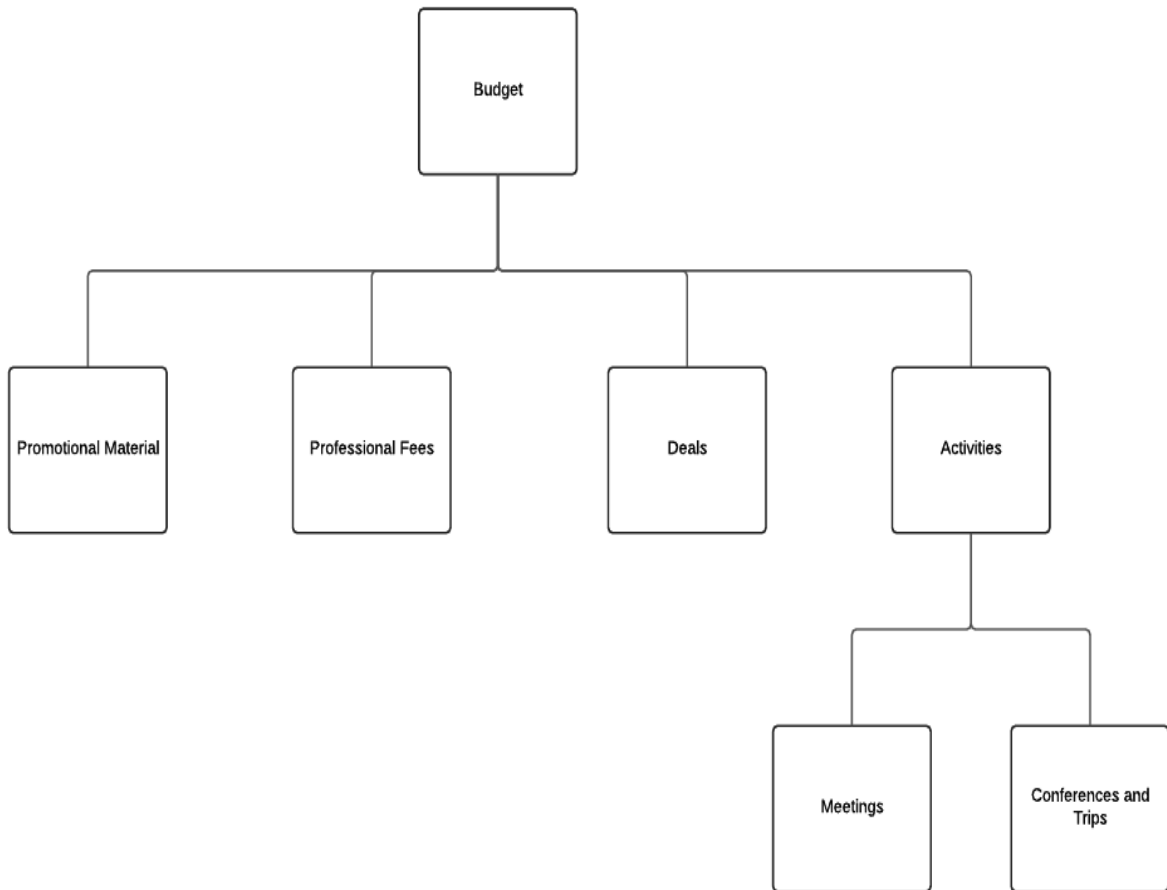 Budget
Promotional Material
Professional Fees
Deals
Activities
Meetings
Conferences and
Trips